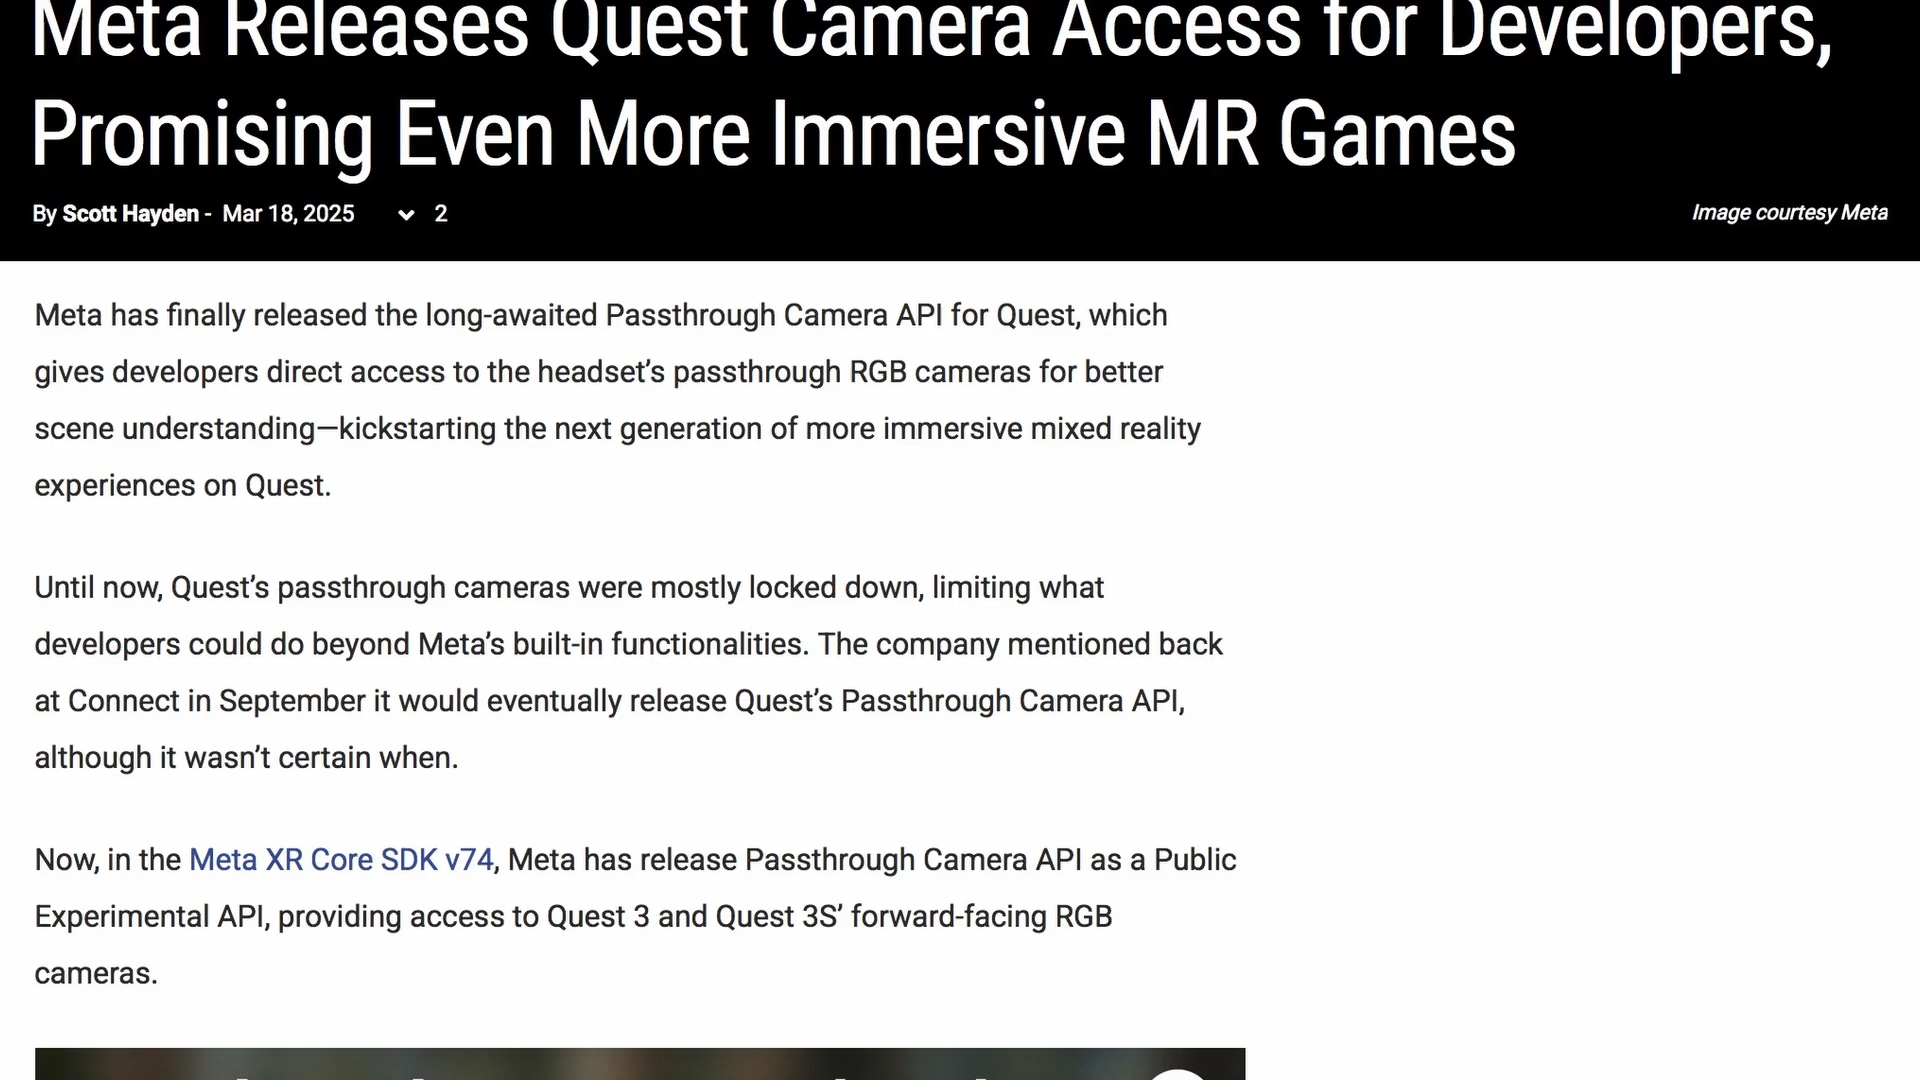 Meta Releases Quest Camera Access for Developers,
Promising Even More Immersive MR Games
By Scott Hayden - Mar 18, 2025 2
Image courtesy Meta
Meta has finally released the long-awaited Passthrough Camera API for Quest, which
gives developers direct access to the headset’s passthrough RGB cameras for better
scene understanding—kickstarting the next generation of more immersive mixed reality
experiences on Quest.
Until now, Quest’s passthrough cameras were mostly locked down, limiting what
developers could do beyond Meta’s built-in functionalities. The company mentioned back
at Connect in September it would eventually release Quest’s Passthrough Camera API,
although it wasn’t certain when.
Now, in the Meta XR Core SDK v74, Meta has release Passthrough Camera API as a Public
Experimental API, providing access to Quest 3 and Quest 3S’ forward-facing RGB
cameras.